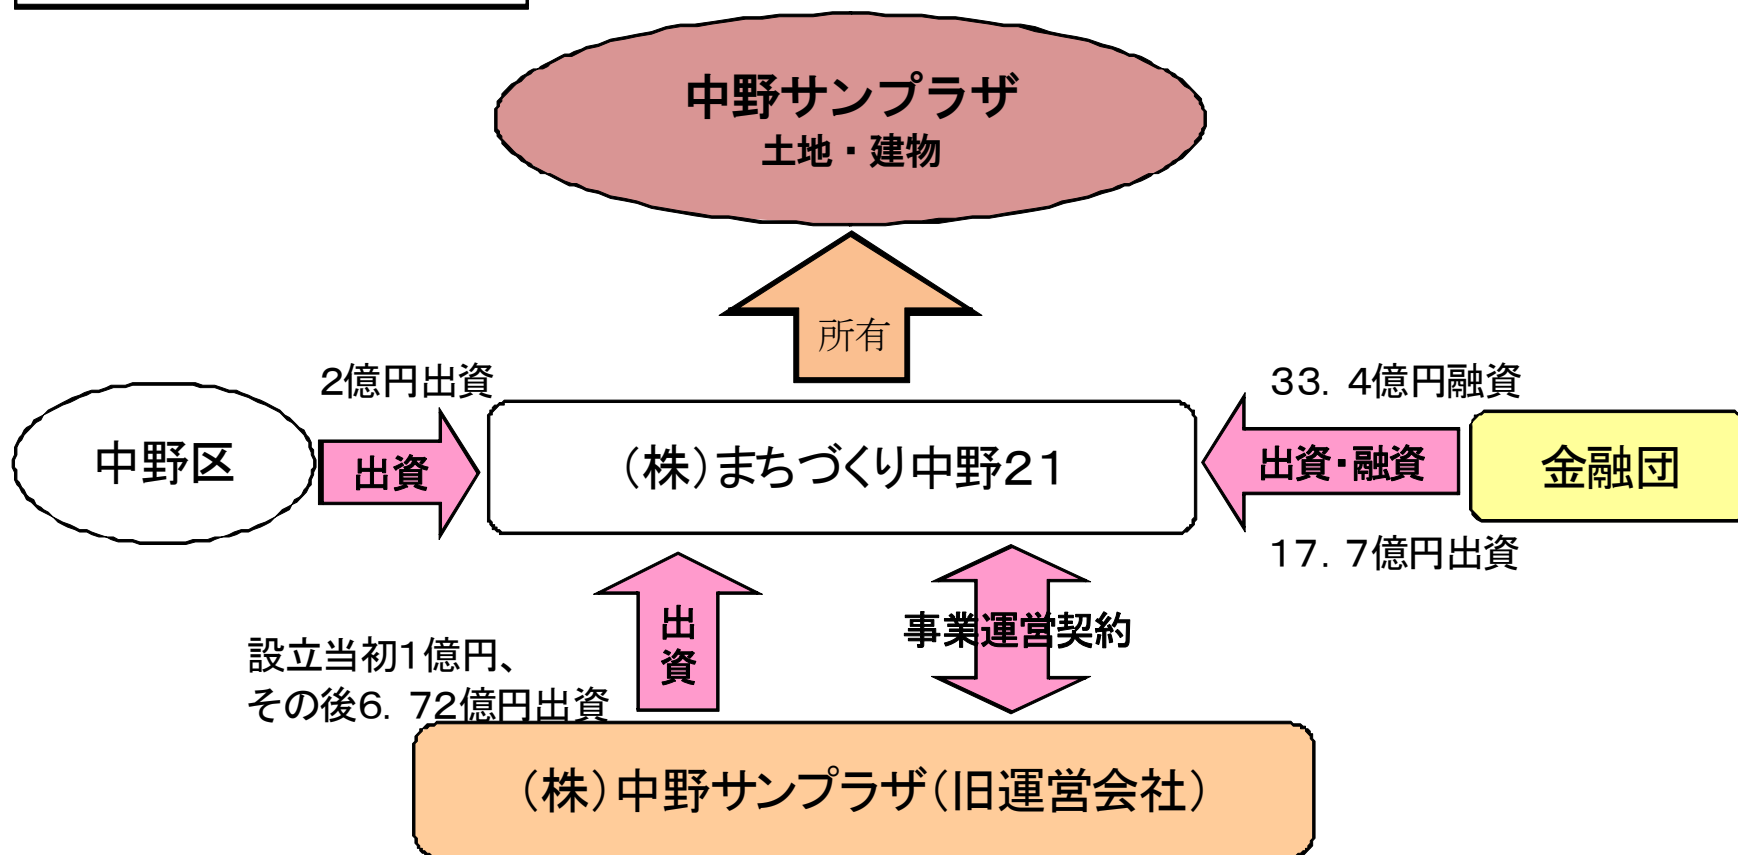 中野サンプラザ
土地・建物
所有
2億円出資
33．4億円融資
中野区
出資
（株）まちづくり中野21
出資・融資
金融団
17．7億円出資
出
資
事業運営契約
設立当初1億円、
その後6．72億円出資
（株）中野サンプラザ（旧運営会社）